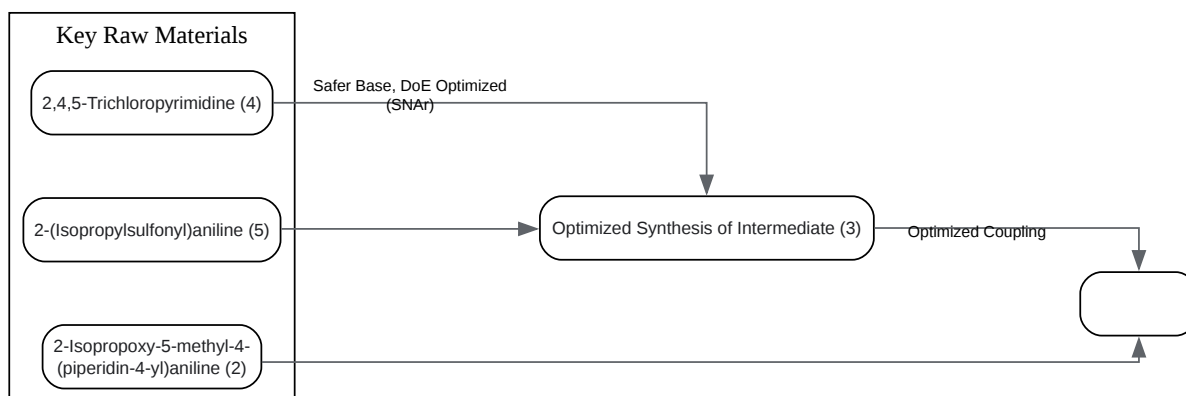 Key Raw Materials
2,4,5-Trichloropyrimidine (4)
Safer Base, DoE Optimized
(SNAr)
2-(Isopropylsulfonyl)aniline (5)
Optimized Synthesis of Intermediate (3)
Optimized Coupling
2-Isopropoxy-5-methyl-4-
(piperidin-4-yl)aniline (2)